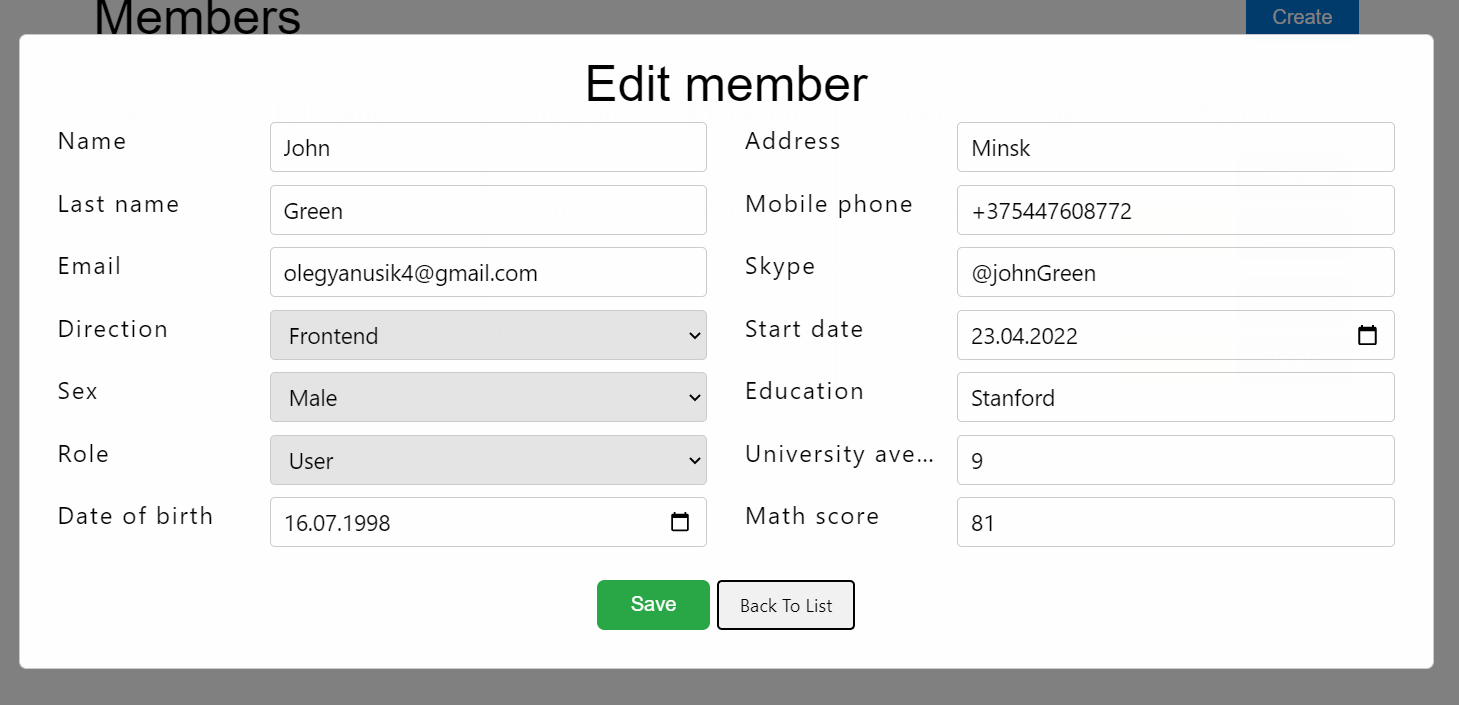 Members
Create
Edit member
Name
John
Address
Minsk
Last name
Green
Mobile phone
+375447608772
Email
olegyanusik4@gmail.com
Skype
@johnGreen
Direction
Frontend
Start date
23.04.2022
Sex
Male
Education
Stanford
Role
User
University ave...
9
Date of birth
16.07.1998
Math score
81
Save
Back To List